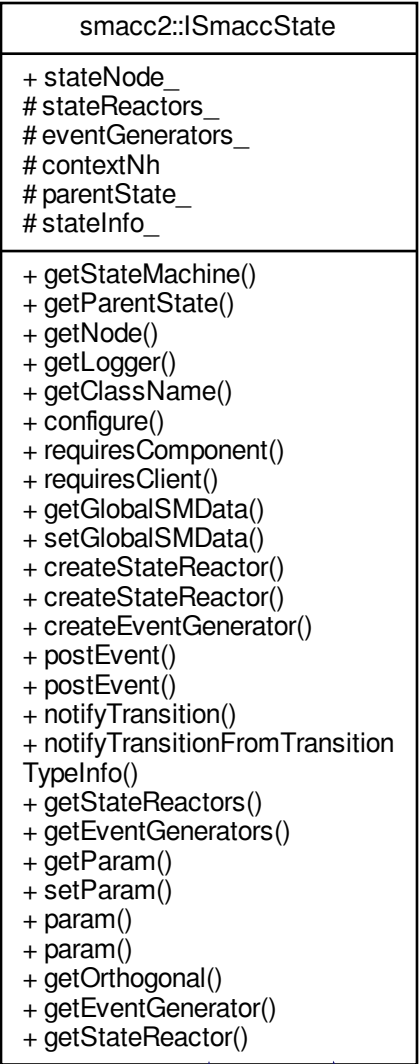 smacc2::ISmaccState
+ stateNode_
# stateReactors_
# eventGenerators_
# contextNh
# parentState_
# stateInfo_
+ getStateMachine()
+ getParentState()
+ getNode()
+ getLogger()
+ getClassName()
+ configure()
+ requiresComponent()
+ requiresClient()
+ getGlobalSMData()
+ setGlobalSMData()
+ createStateReactor()
+ createStateReactor()
+ createEventGenerator()
+ postEvent()
+ postEvent()
+ notifyTransition()
+ notifyTransitionFromTransition
TypeInfo()
+ getStateReactors()
+ getEventGenerators()
+ getParam()
+ setParam()
+ param()
+ param()
+ getOrthogonal()
+ getEventGenerator()
+ getStateReactor()